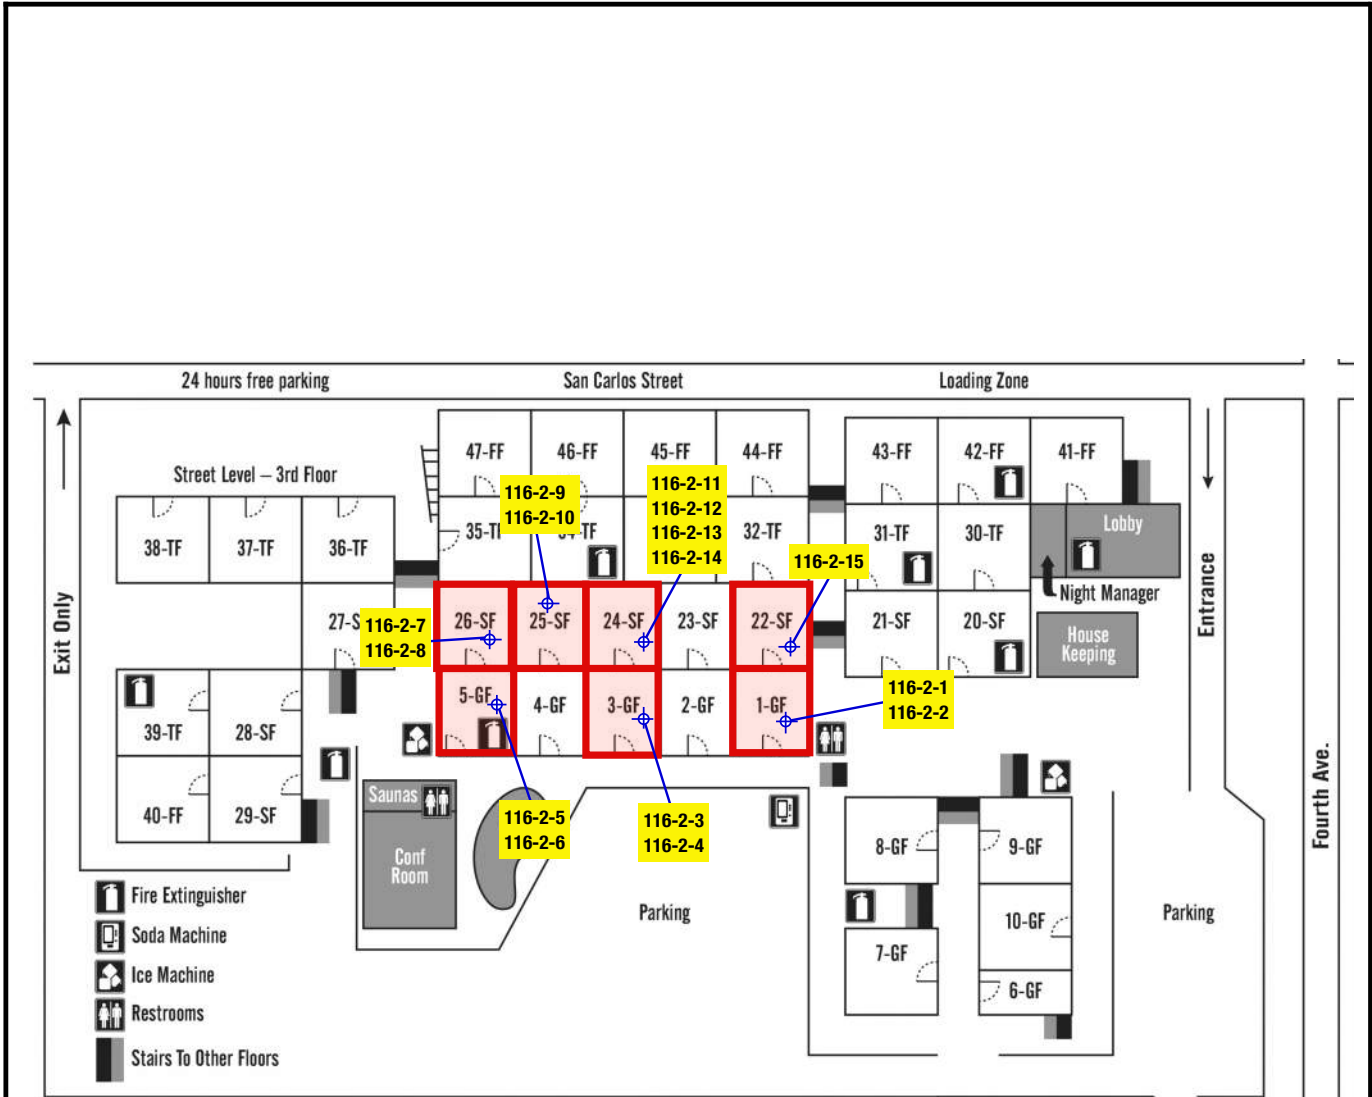 24 hours free parking
San Carlos Street
Loading Zone
47-FF
46-FF
45-FF
44-FF
43-FF
42-FF
41-FF
Street Level – 3rd Floor
116-2-9
116-2-10
116-2-11
116-2-12
116-2-13
116-2-14
38-TF
37-TF
36-TF
32-TF
31-TF
30-TF
Lobby
116-2-15
Night Manager
Exit Only
Entrance
116-2-7
116-2-8
26-SF
25-SF
24-SF
23-SF
22-SF
21-SF
20-SF
House
Keeping
5-GF
4-GF
3-GF
2-GF
1-GF
116-2-1
116-2-2
39-TF
28-SF
40-FF
29-SF
Saunas
Conf
Room
116-2-5
116-2-6
116-2-3
116-2-4
8-GF
9-GF
10-GF
7-GF
6-GF
Parking
Parking
Fourth Ave.
Fire Extinguisher
Soda Machine
Ice Machine
Restrooms
Stairs To Other Floors